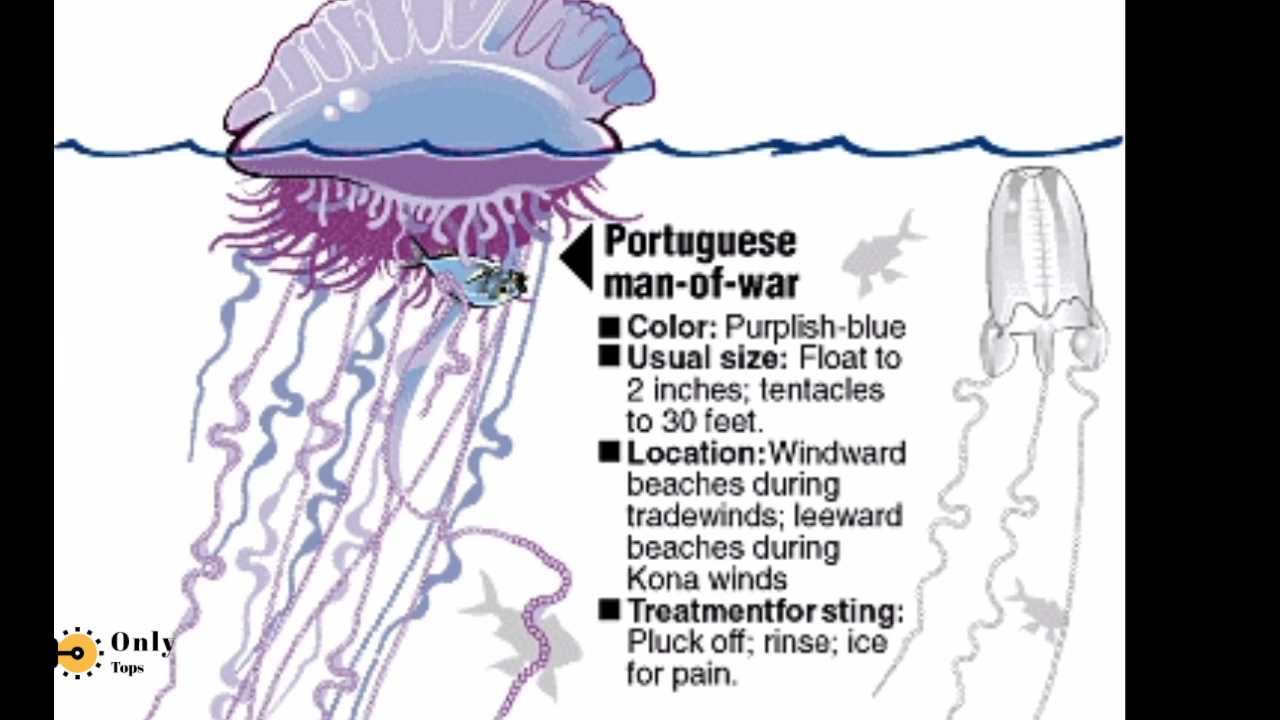 Portuguese
man-of-war
Color: Purplish-blue
Usual size: Float to
2 inches; tentacles
to 30 feet.
Location:Windward
beaches during
tradewinds; leeward
beaches during
Kona winds
Treatmentfor sting:
Pluck off; rinse; ice
for pain.
Only
Tops